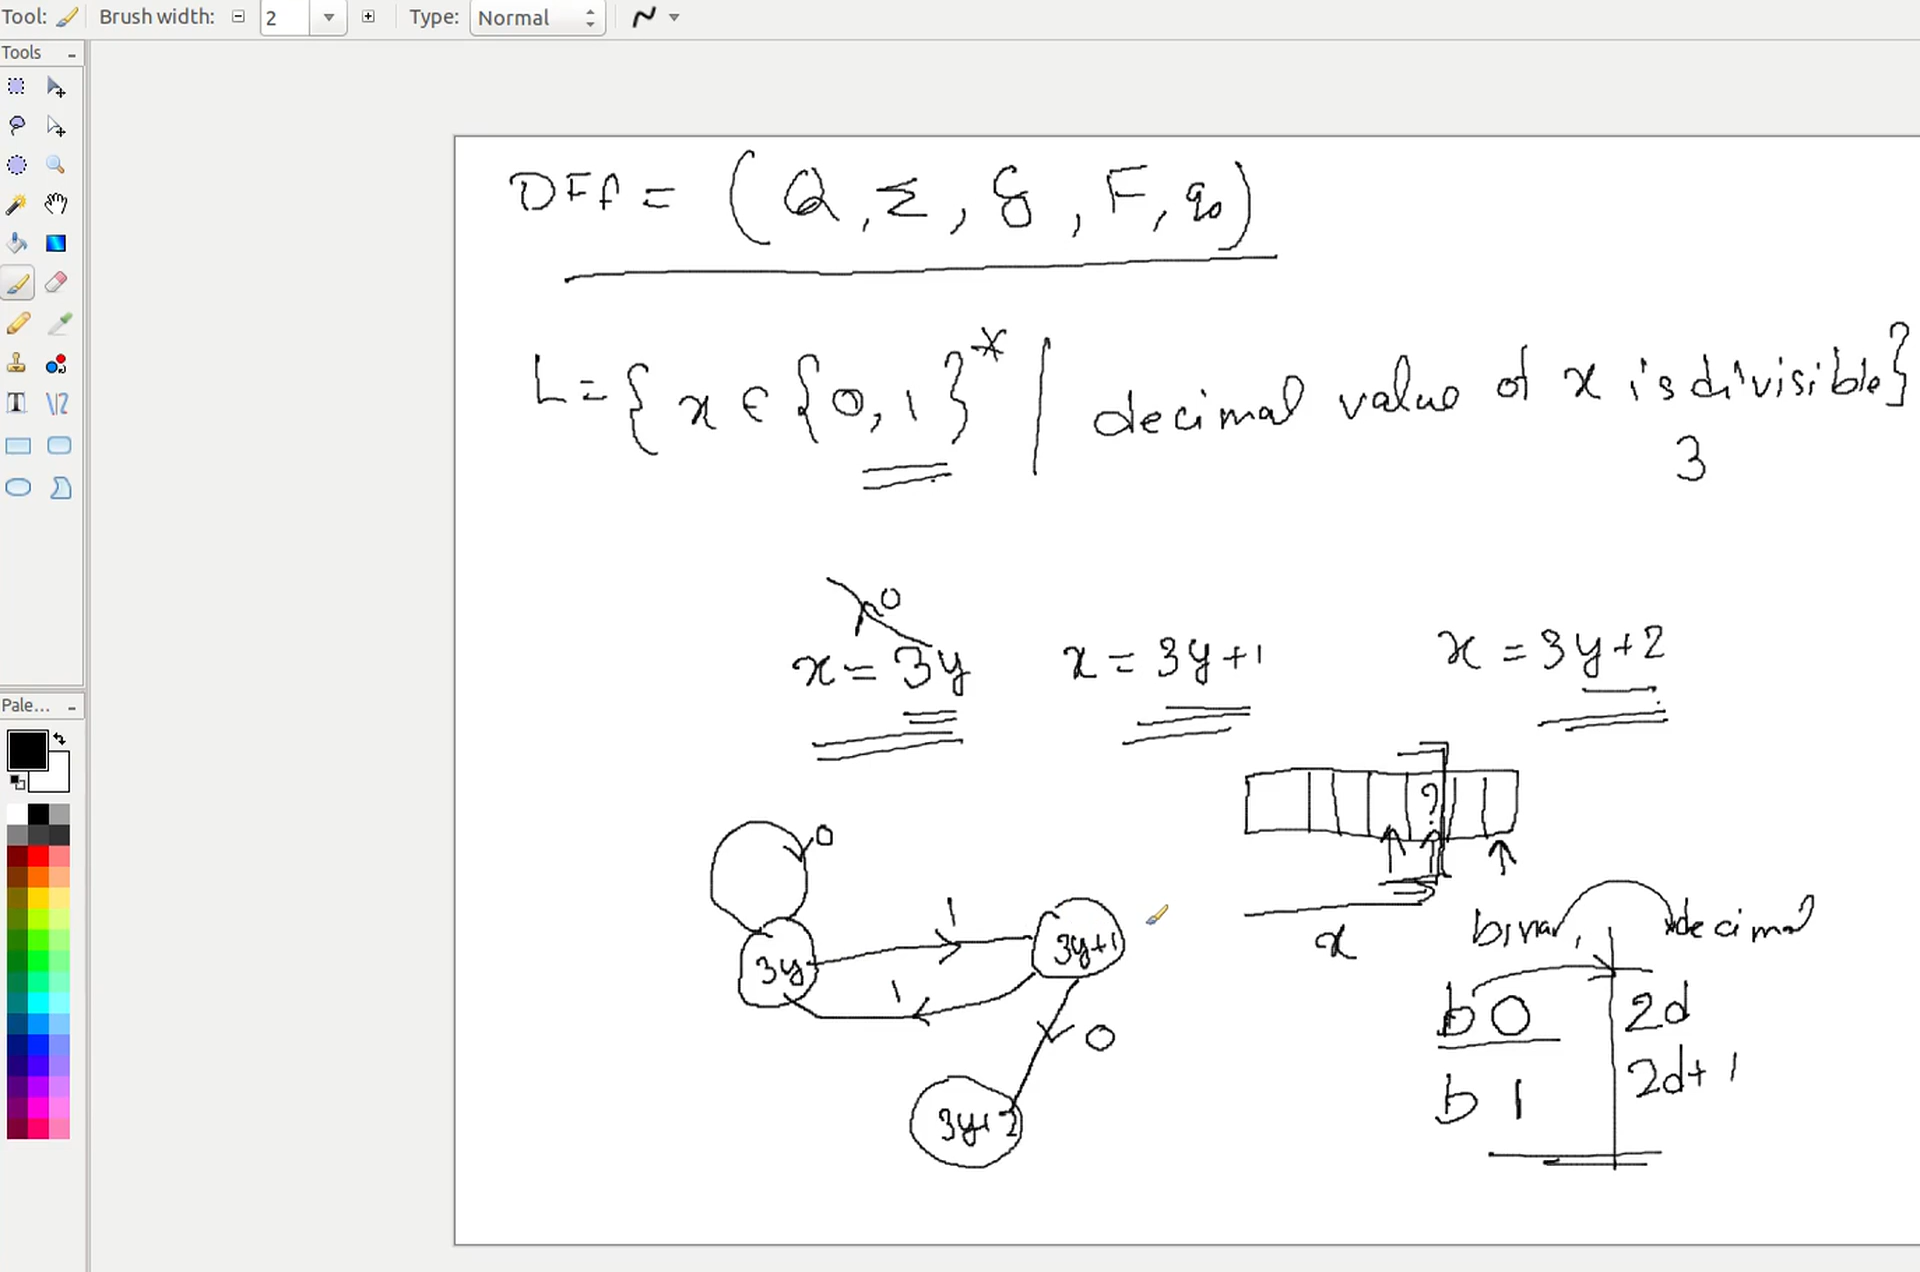 Tool: Brush width: 2 Type: Normal
Tools
DFA = (Q, Σ, δ, F, q0)
L = { x ∈ {0, 1}* | decimal value of x is divisible}
3
0
x = 3y x = 3y+1 x = 3y+2
?
0
1
3y 3y+1
1
x
0
3y+2
binary decimal
b0 2d
b1 2d+1
Pale...
T